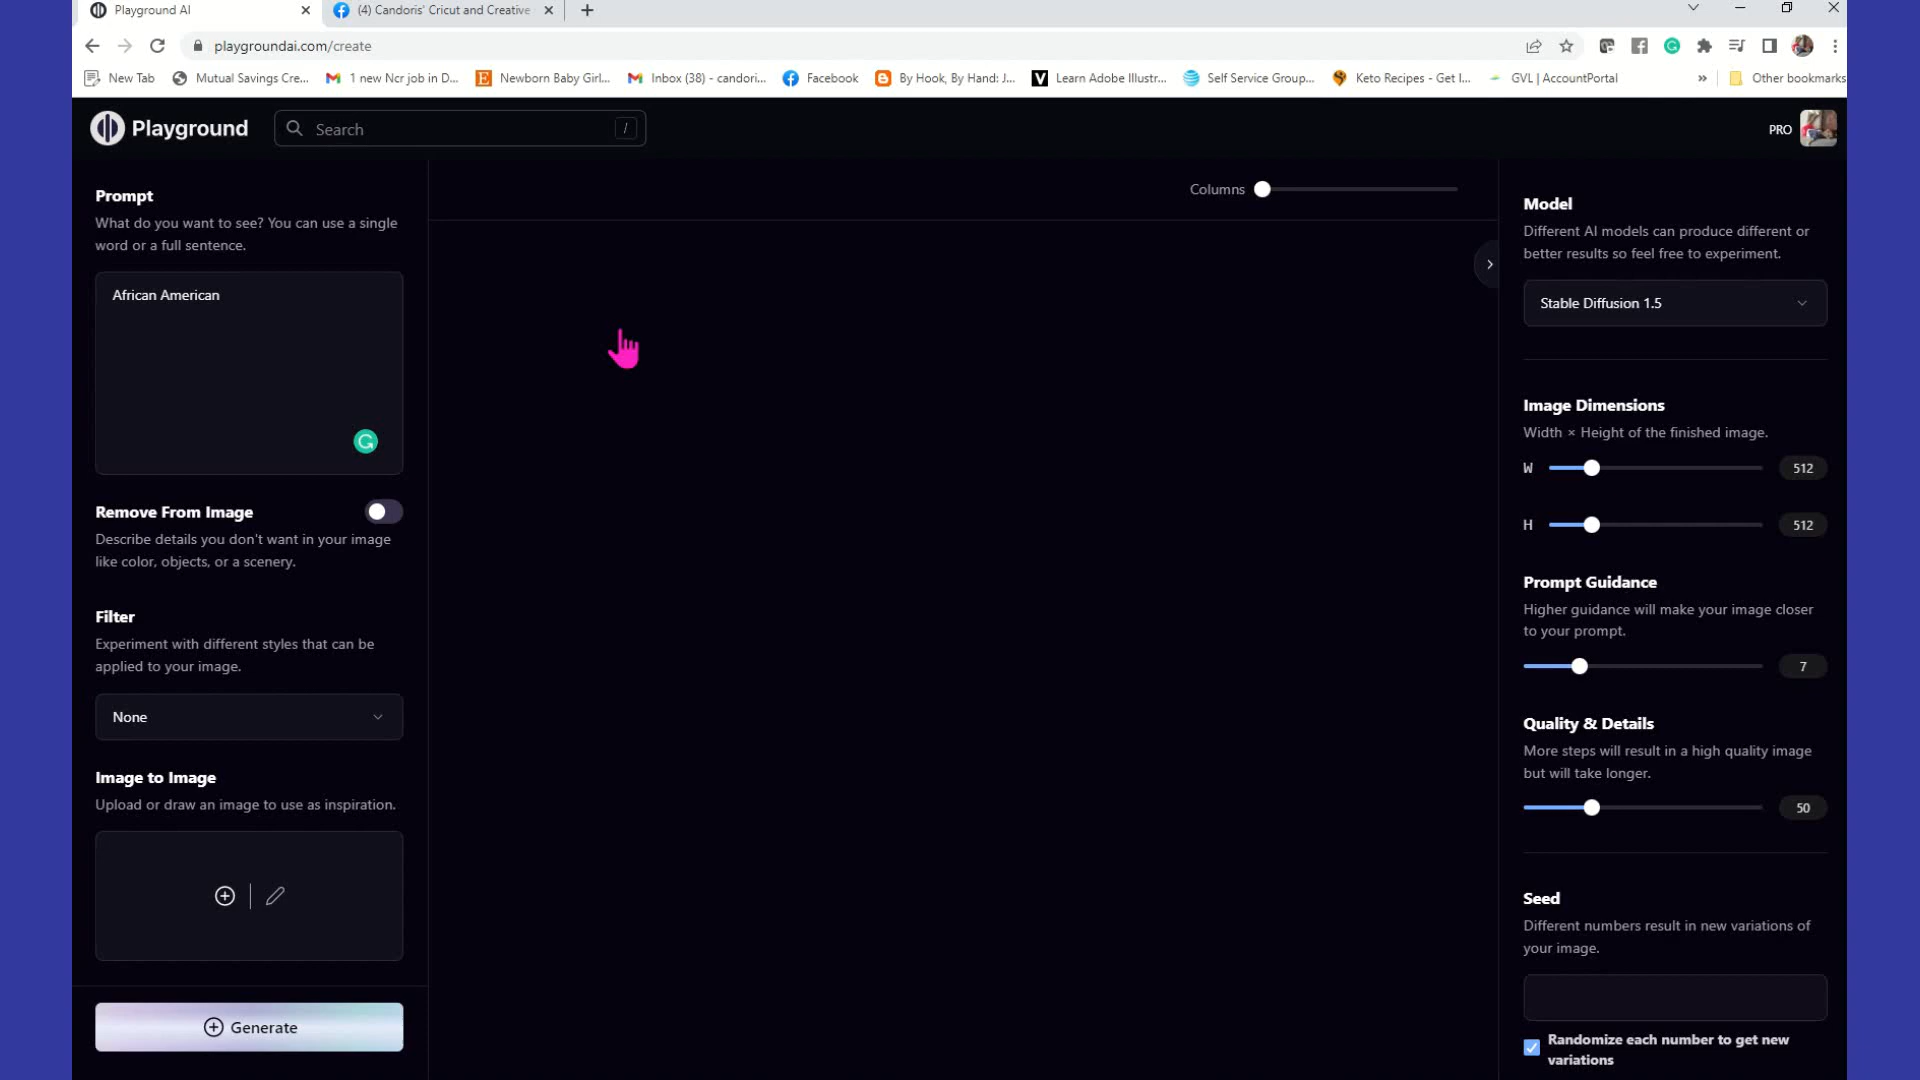 Playground AI
(4) Candoris' Cricut and Creative
playgroundai.com/create
New Tab
Mutual Savings Cre...
1 new Ncr job in D...
Newborn Baby Girl...
Inbox (38) - candori...
Facebook
By Hook, By Hand: J...
Learn Adobe Illustr...
Self Service Group...
Keto Recipes - Get I...
GVL | AccountPortal
»
Other bookmarks
Playground
Search
/
PRO
Prompt
What do you want to see? You can use a single
word or a full sentence.
African American
Remove From Image
Describe details you don't want in your image
like color, objects, or a scenery.
Filter
Experiment with different styles that can be
applied to your image.
None
Image to Image
Upload or draw an image to use as inspiration.
Generate
Columns
Model
Different AI models can produce different or
better results so feel free to experiment.
Stable Diffusion 1.5
Image Dimensions
Width × Height of the finished image.
W 512
H 512
Prompt Guidance
Higher guidance will make your image closer
to your prompt.
7
Quality & Details
More steps will result in a high quality image
but will take longer.
50
Seed
Different numbers result in new variations of
your image.
Randomize each number to get new
variations